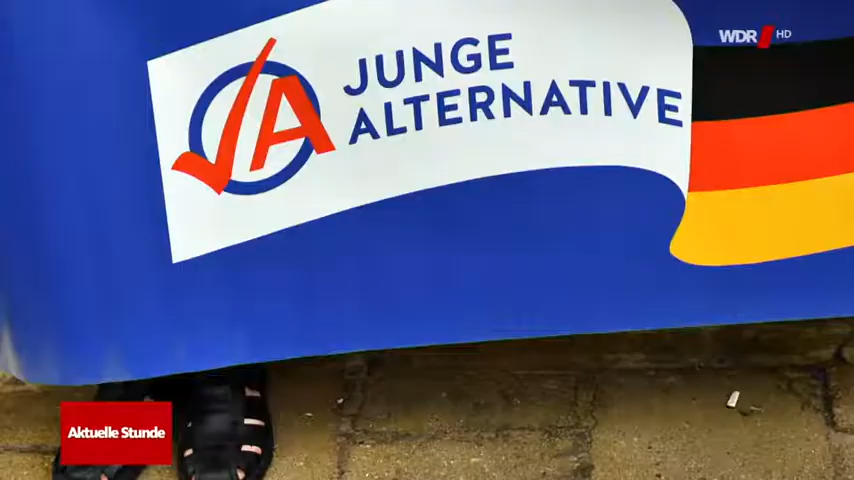 WDR HD
JA
JUNGE
ALTERNATIVE
Aktuelle Stunde